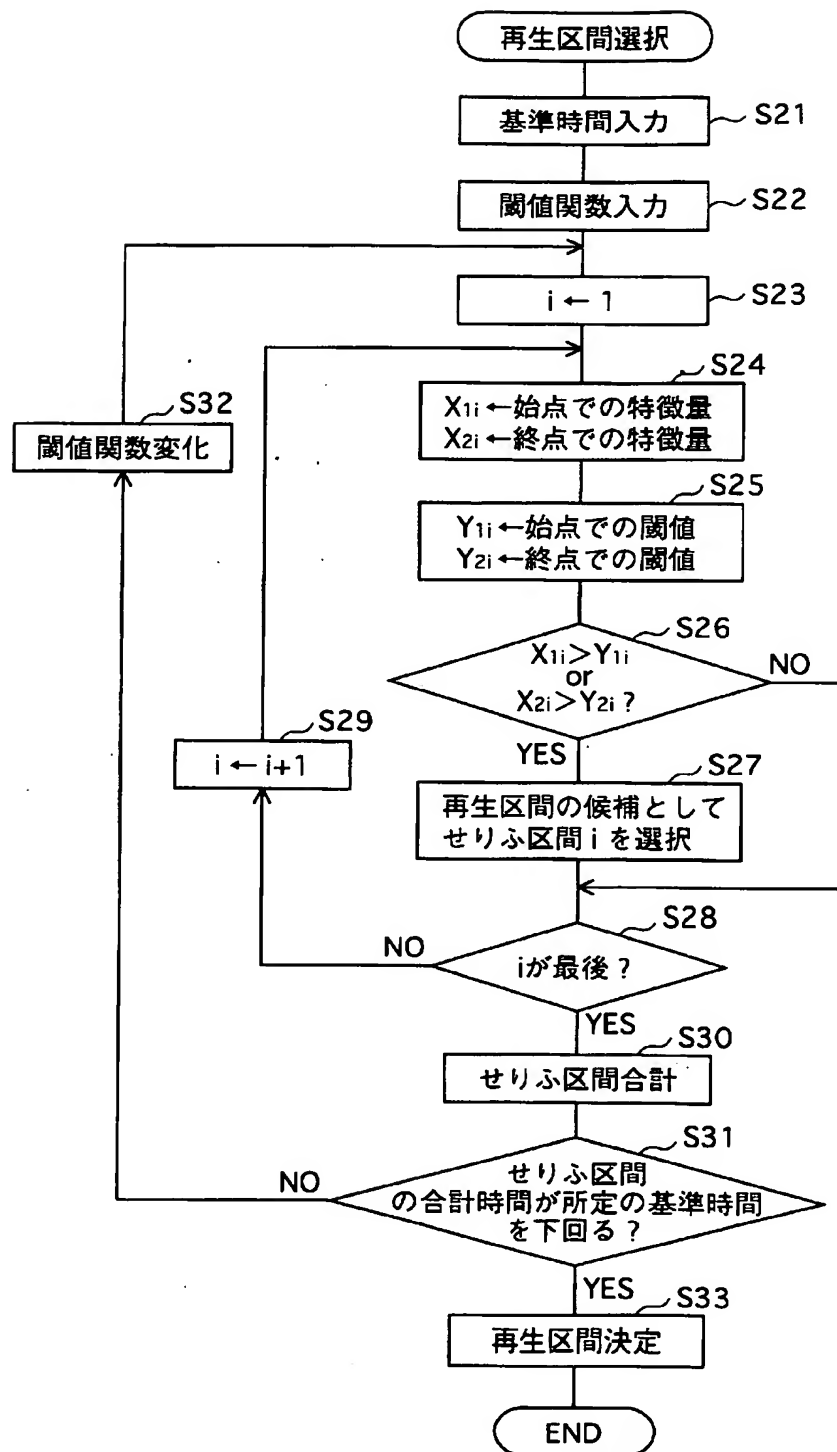 再生区間選択
基準時間入力
S21
閾値関数入力
S22
i ← 1
S23
S24
X1i ← 始点での特徴量
X2i ← 終点での特徴量
S32
閾値関数変化
S25
Y1i ← 始点での閾値
Y2i ← 終点での閾値
S26
X1i > Y1i
or
X2i > Y2i ?
NO
YES
S29
i ← i+1
S27
再生区間の候補として
せりふ区間 i を選択
S28
iが最後？
NO
YES
S30
せりふ区間合計
S31
せりふ区間
の合計時間が所定の基準時間
を下回る？
NO
YES
S33
再生区間決定
END